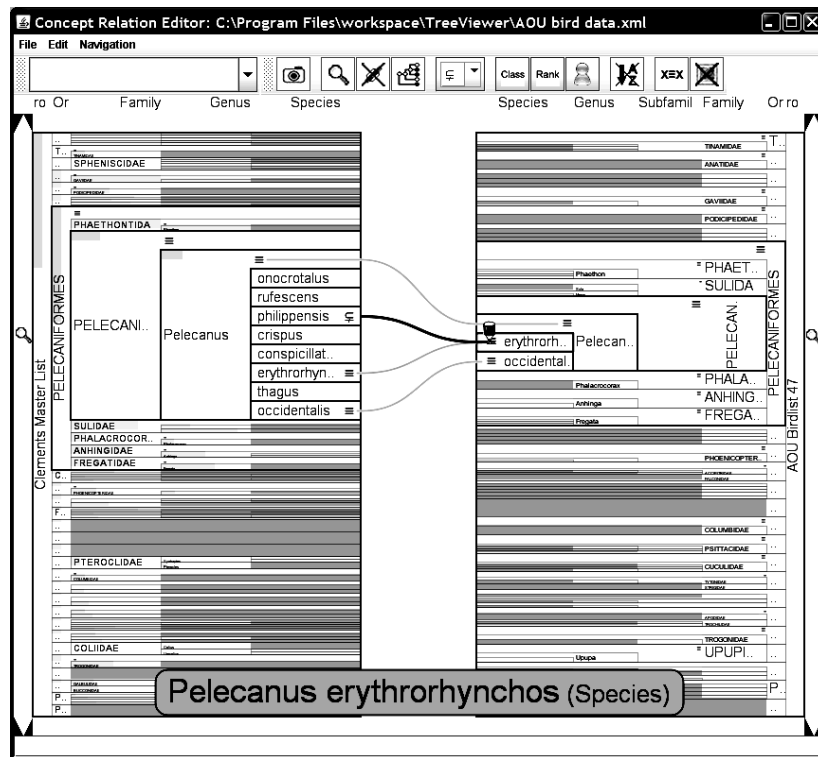 Concept Relation Editor: C:\Program Files\workspace\TreeViewer\AOU bird data.xml
File Edit Navigation
⊊ Class Rank X≡X
ro Or Family Genus Species Species Genus Subfamil Family Or ro
T..
SPHENISCIDAE
GAVIIDAE
PODICIPEDIDAE
PHAETHONTIDA
PELECANIFORMES
PELECANI..
Pelecanus
onocrotalus
rufescens
philippensis ⊊
crispus
conspicillat..
erythrorhyn.. ≡
thagus
occidentalis ≡
SULIDAE
PHALACROCOR..
ANHINGIDAE
FREGATIDAE
C..
F..
PTEROCLIDAE
COLIIDAE
P..
P..
Clements Master List
TINAMIDAE
T..
ANATIDAE
GAVIIDAE
PODICIPEDIDAE
Phaethon
PHAET..
SULIDA
≡ erythrorh..
≡ occidental.
Pelecan..
PELECAN.
PELECANIFORMES
Phalacrocorax
PHALA..
Anhinga
ANHING..
Fregata
FREGA..
PHOENICOPTER..
COLUMBIDAE
PSITTACIDAE
CUCULIDAE
TROGONIDAE
Upupa
UPUPI..
P..
AOU Birdlist 47
Pelecanus erythrorhynchos (Species)